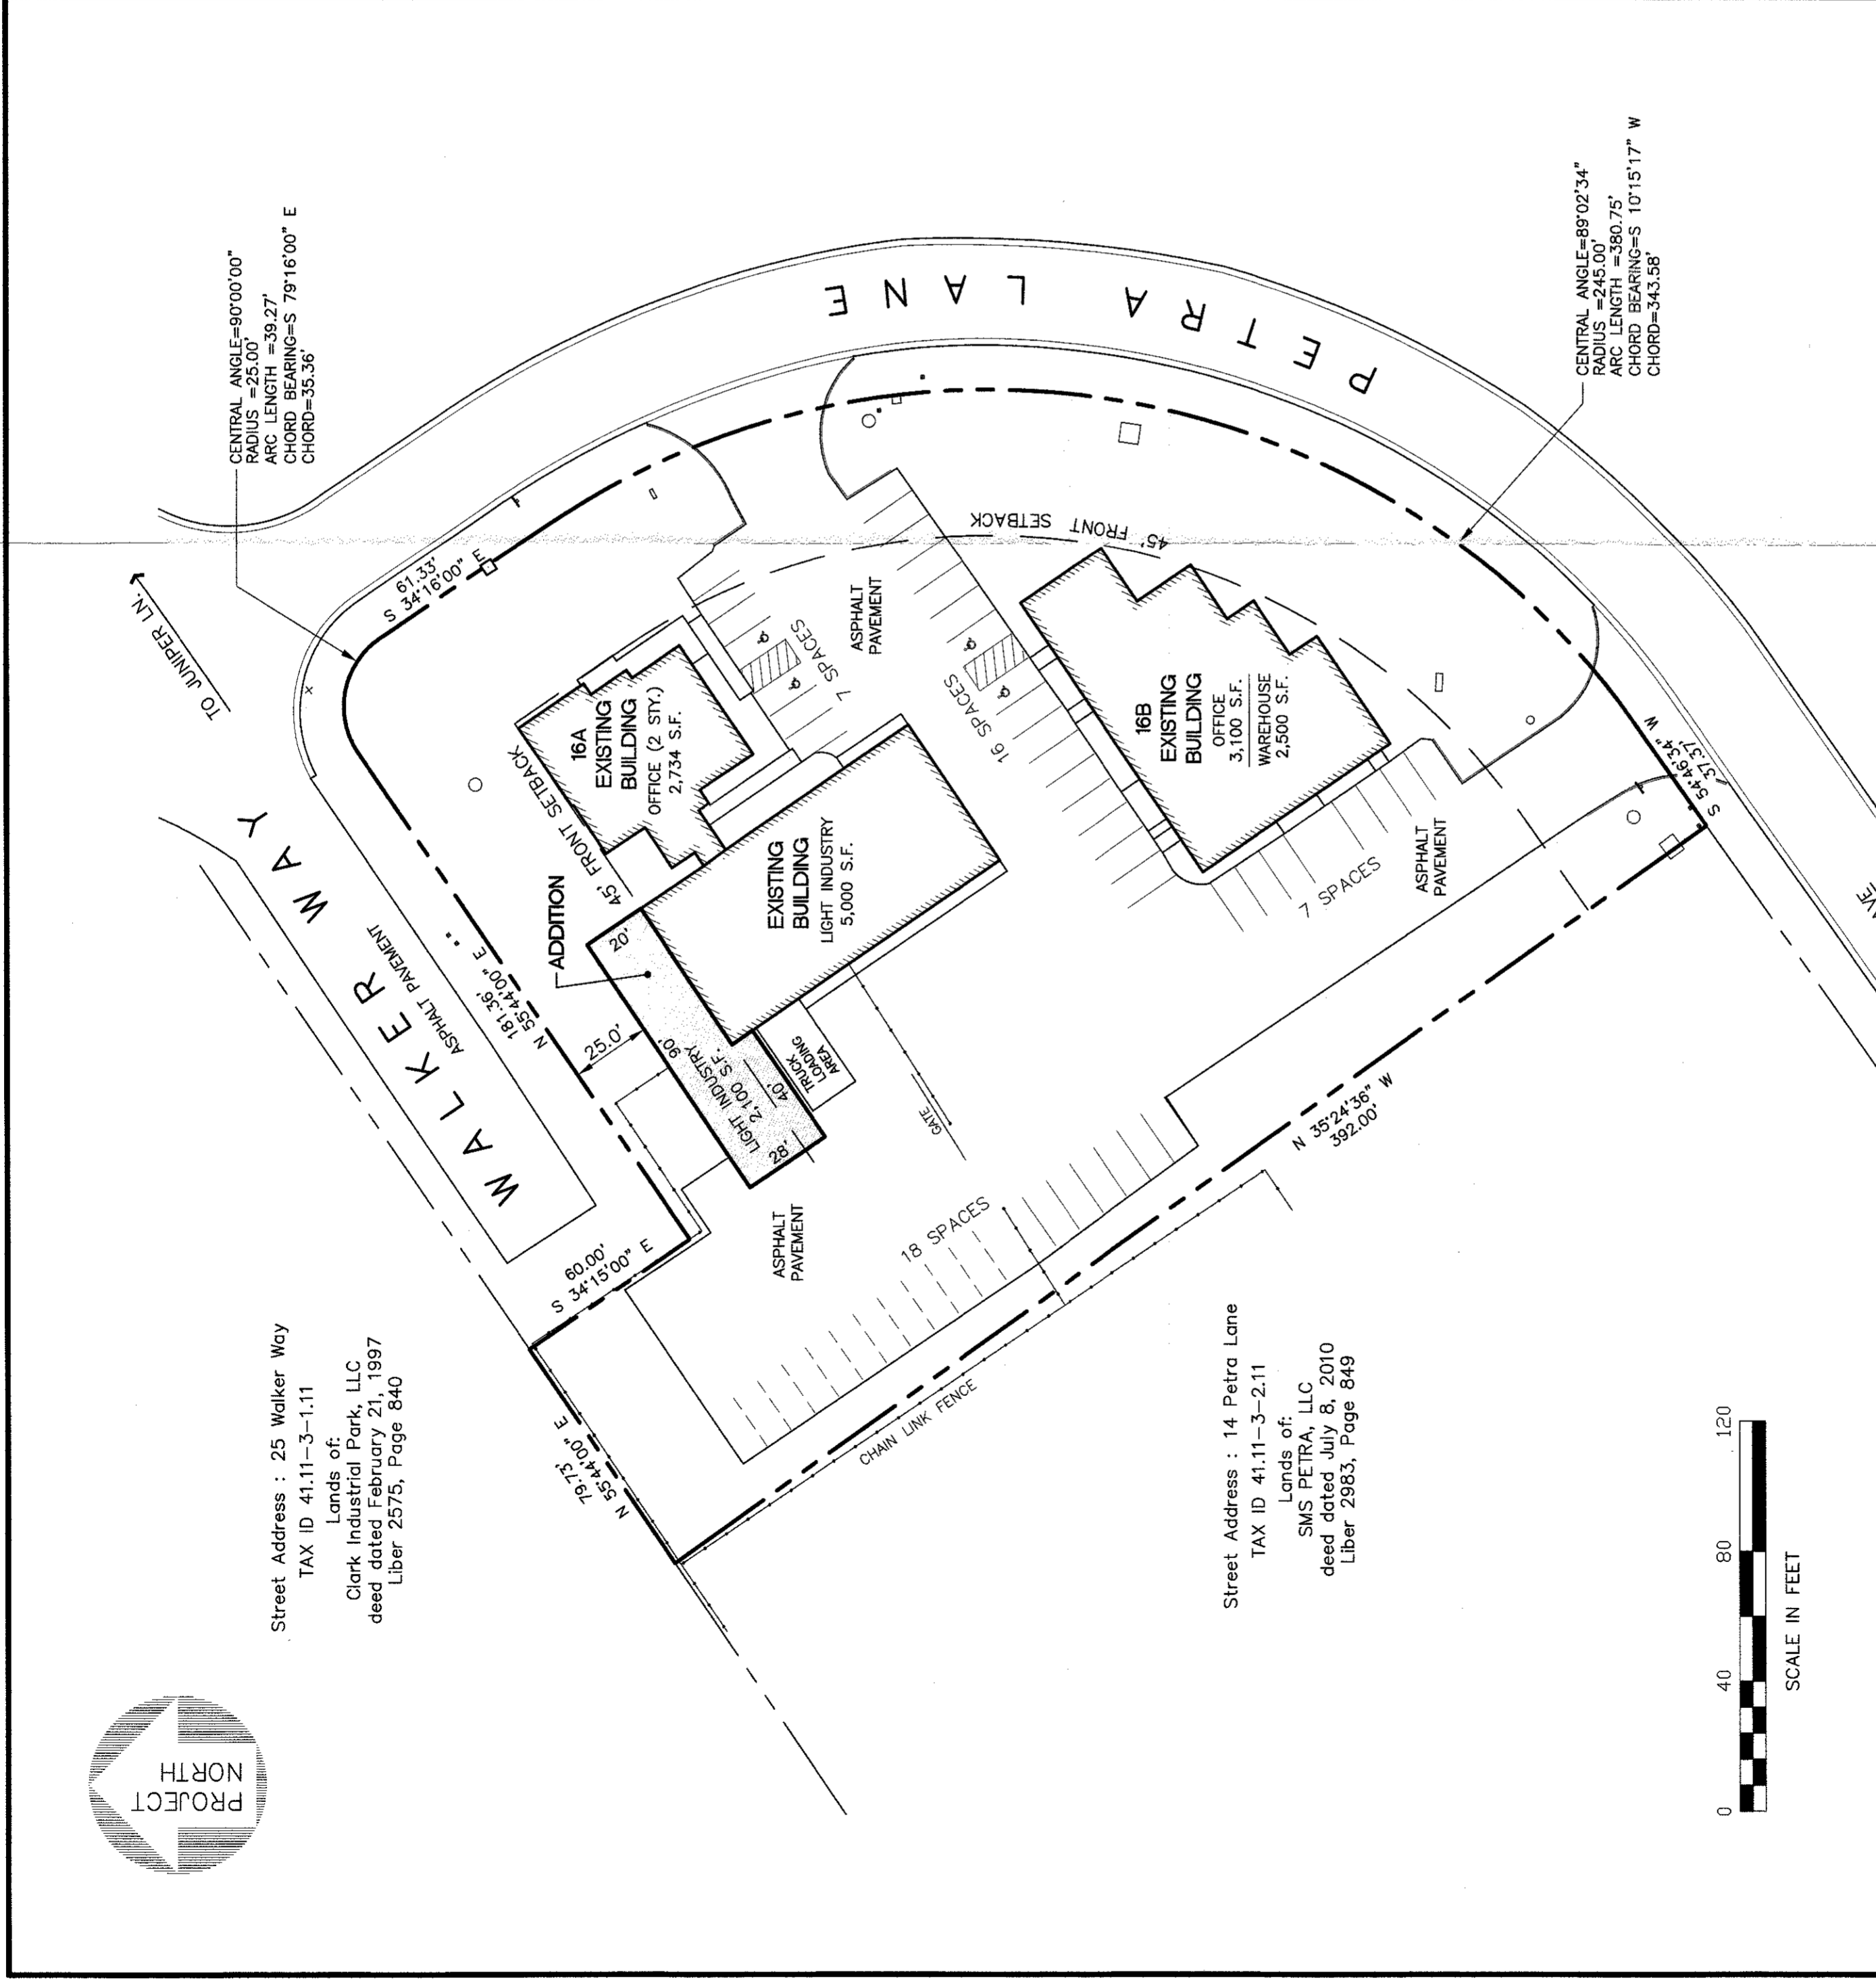 PROJECT
NORTH
Street Address : 25 Walker Way
TAX ID 41.11-3-1.11
Lands of:
Clark Industrial Park, LLC
deed dated February 21, 1997
Liber 2575, Page 840
TO JUNIPER LN.
CENTRAL ANGLE=90°00'00"
RADIUS =25.00'
ARC LENGTH =39.27'
CHORD BEARING=S 79°16'00" E
CHORD=35.36'
WALKER WAY
ASPHALT PAVEMENT
61.33'
S 34°16'00" E
181.36'
N 55°44'00" E
60.00'
S 34°15'00" E
79.73'
N 55°44'00" E
25.0'
ADDITION
20'
90'
LIGHT INDUSTRY
2,100 S.F.
40'
28'
TRUCK
LOADING
AREA
45' FRONT SETBACK
16A
EXISTING
BUILDING
OFFICE (2 STY.)
2,734 S.F.
EXISTING
BUILDING
LIGHT INDUSTRY
5,000 S.F.
7 SPACES
ASPHALT
PAVEMENT
45' FRONT SETBACK
PETRA LANE
16 SPACES
16B
EXISTING
BUILDING
OFFICE
3,100 S.F.
WAREHOUSE
2,500 S.F.
7 SPACES
ASPHALT
PAVEMENT
GATE
ASPHALT
PAVEMENT
18 SPACES
CHAIN LINK FENCE
N 35°24'36" W
392.00'
S 54°46'34" W
37.37'
CENTRAL ANGLE=89°02'34"
RADIUS =245.00'
ARC LENGTH =380.75'
CHORD BEARING=S 10°15'17" W
CHORD=343.58'
Street Address : 14 Petra Lane
TAX ID 41.11-3-2.11
Lands of:
SMS PETRA, LLC
deed dated July 8, 2010
Liber 2983, Page 849
0 40 80 120
SCALE IN FEET